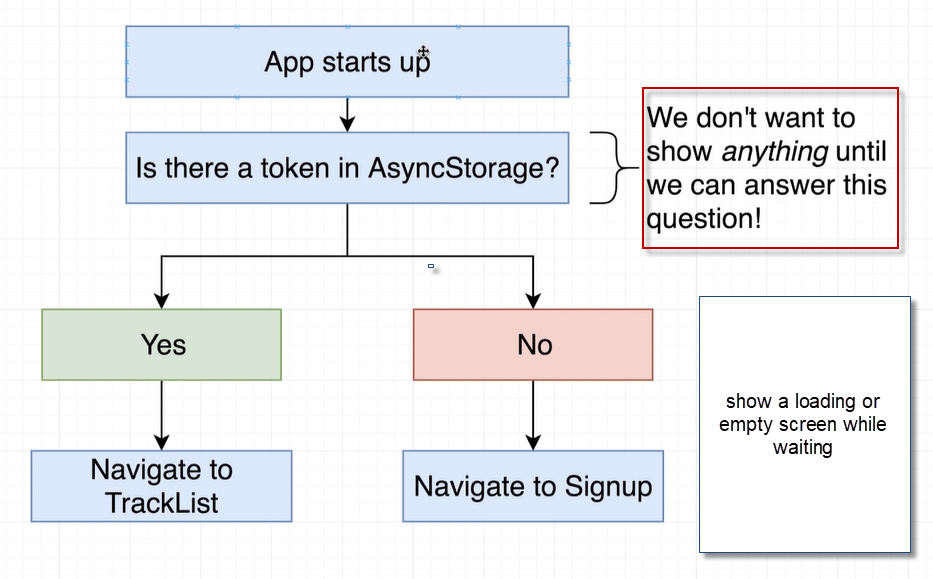 App starts up
Is there a token in AsyncStorage?
We don't want to
show anything until
we can answer this
question!
Yes
No
show a loading or
empty screen while
waiting
Navigate to
TrackList
Navigate to Signup